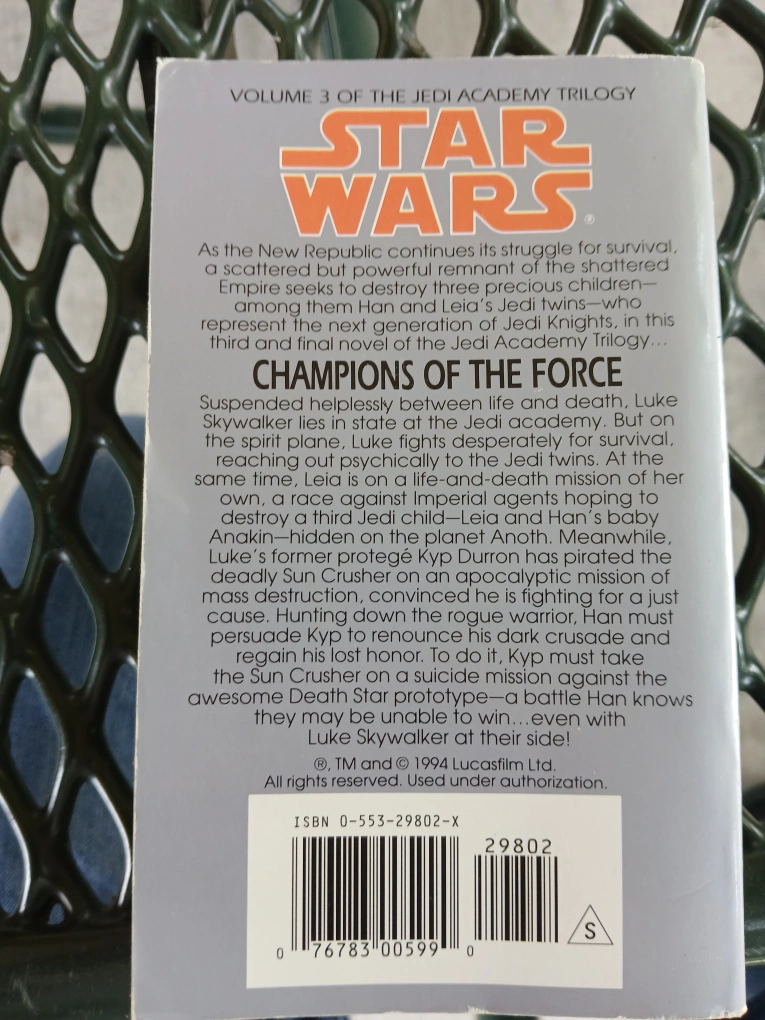 VOLUME 3 OF THE JEDI ACADEMY TRILOGY
STAR
WARS®
As the New Republic continues its struggle for survival,
a scattered but powerful remnant of the shattered
Empire seeks to destroy three precious children—
among them Han and Leia's Jedi twins—who
represent the next generation of Jedi Knights, in this
third and final novel of the Jedi Academy Trilogy...
CHAMPIONS OF THE FORCE
Suspended helplessly between life and death, Luke
Skywalker lies in state at the Jedi academy. But on
the spirit plane, Luke fights desperately for survival,
reaching out psychically to the Jedi twins. At the
same time, Leia is on a life-and-death mission of her
own, a race against Imperial agents hoping to
destroy a third Jedi child—Leia and Han's baby
Anakin—hidden on the planet Anoth. Meanwhile,
Luke's former protegé Kyp Durron has pirated the
deadly Sun Crusher on an apocalyptic mission of
mass destruction, convinced he is fighting for a just
cause. Hunting down the rogue warrior, Han must
persuade Kyp to renounce his dark crusade and
regain his lost honor. To do it, Kyp must take
the Sun Crusher on a suicide mission against the
awesome Death Star prototype—a battle Han knows
they may be unable to win...even with
Luke Skywalker at their side!
®, TM and © 1994 Lucasfilm Ltd.
All rights reserved. Used under authorization.
ISBN 0-553-29802-X
29802
0 76783 00599 0
S